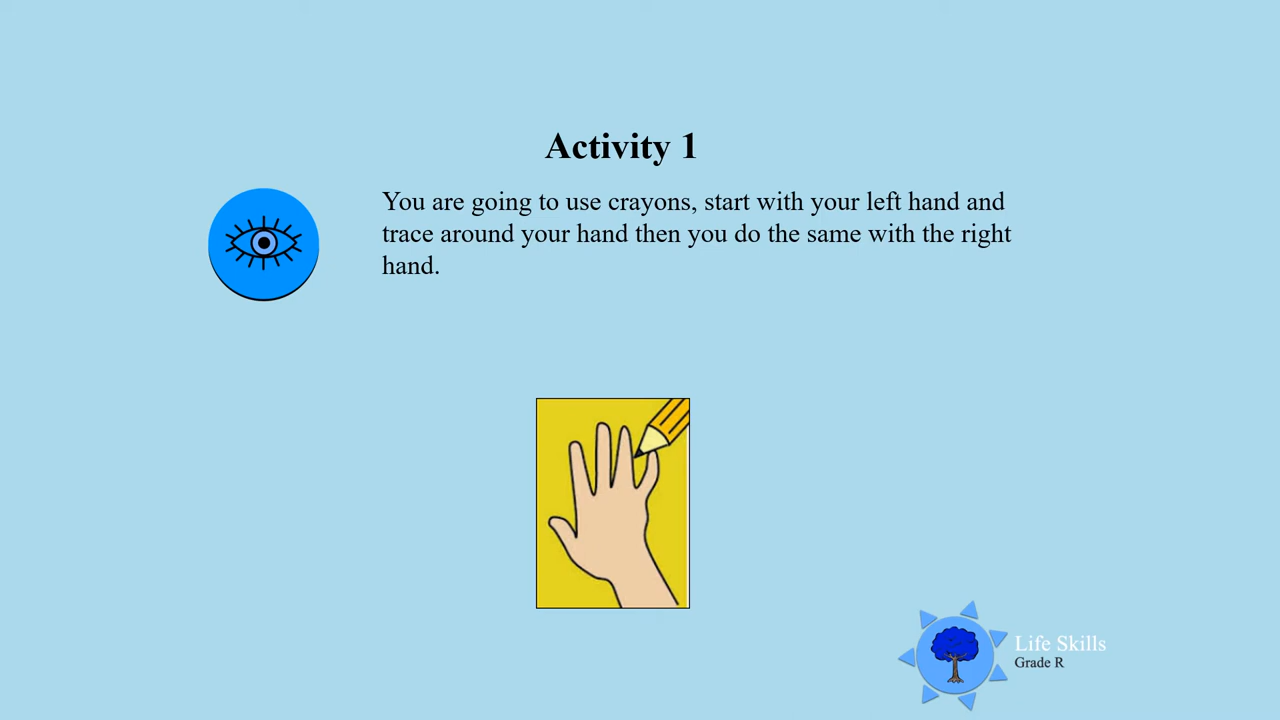 Activity 1
You are going to use crayons, start with your left hand and
trace around your hand then you do the same with the right
hand.
Life Skills
Grade R